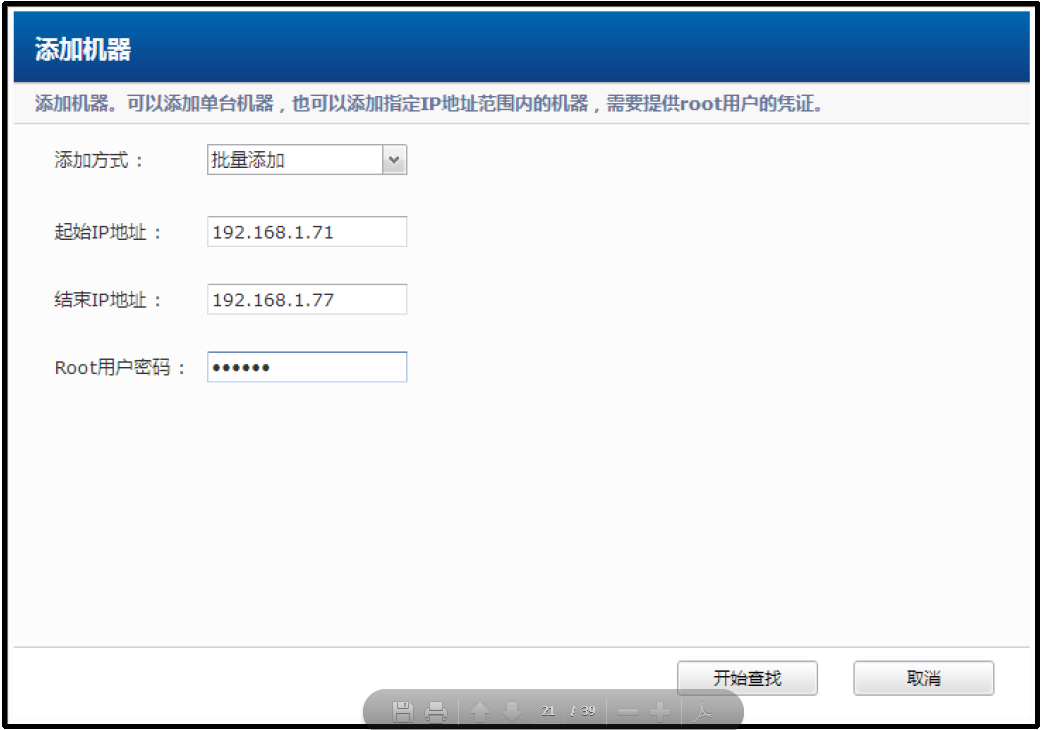 添加机器
添加机器。可以添加单台机器，也可以添加指定IP地址范围内的机器，需要提供root用户的凭证。
添加方式： 批量添加
起始IP地址： 192.168.1.71
结束IP地址： 192.168.1.77
Root用户密码： ••••••
开始查找 取消
21 / 39